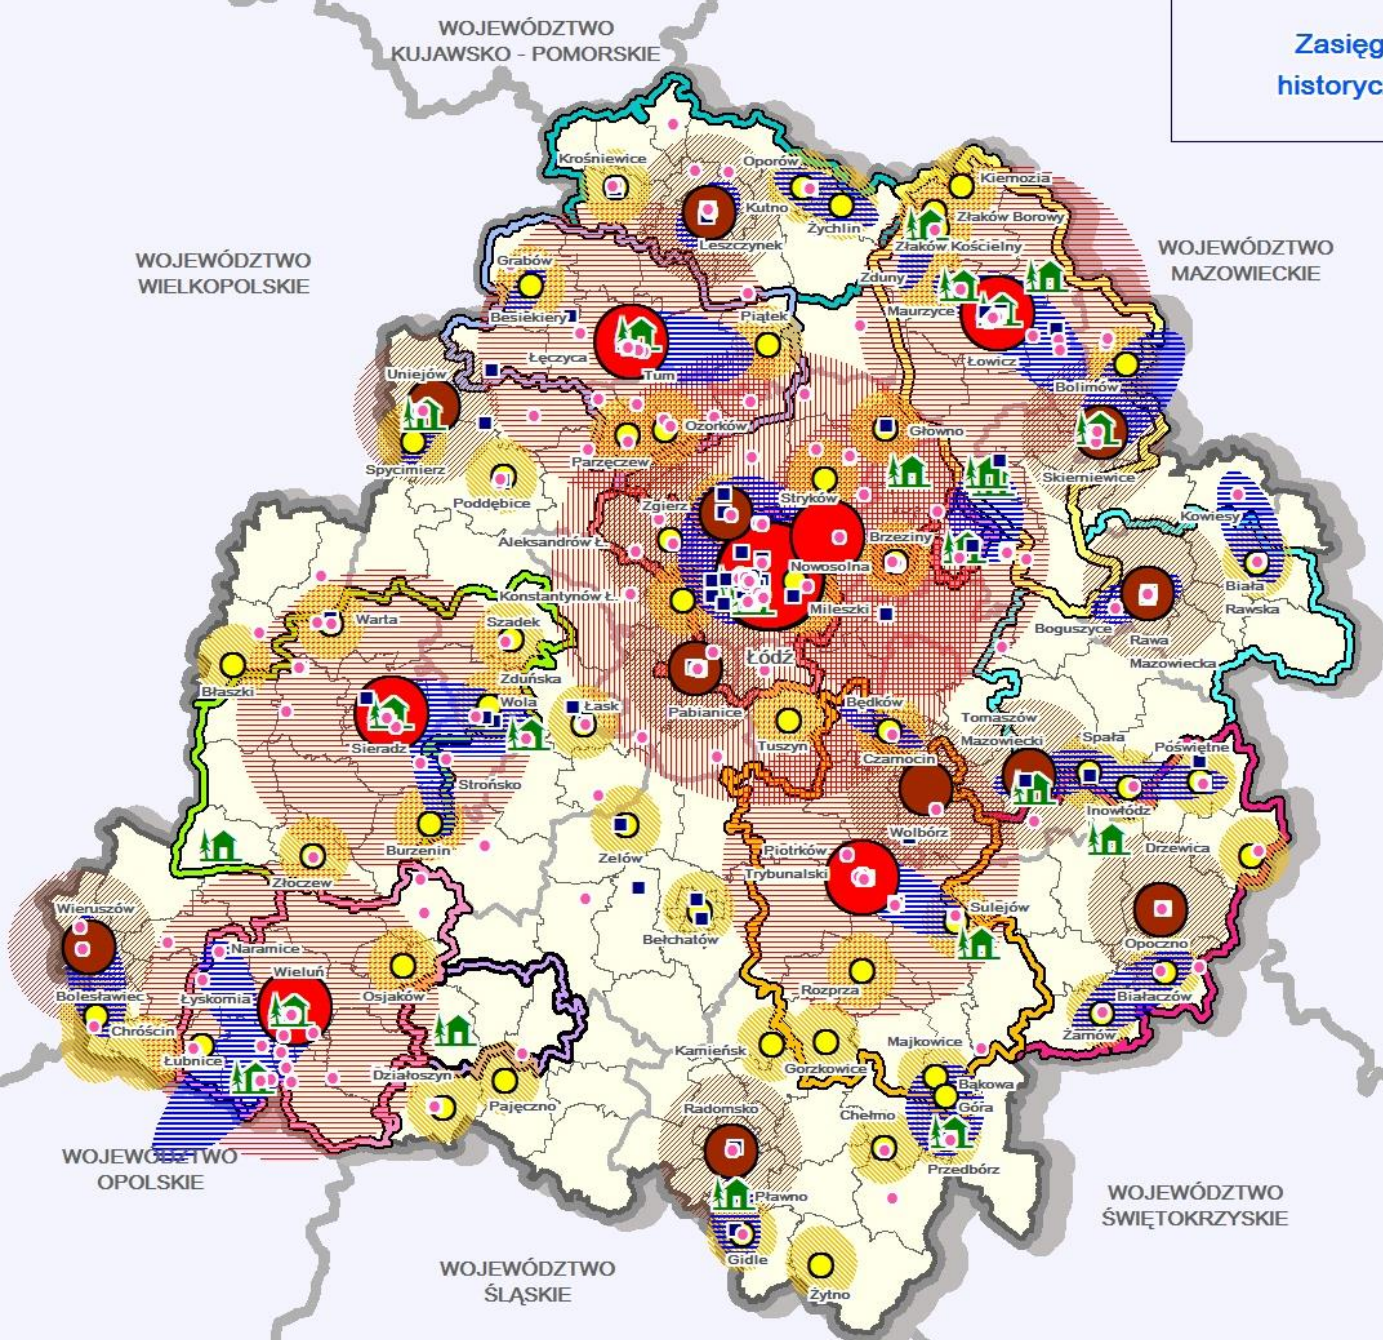 WOJEWÓDZTWO
KUJAWSKO - POMORSKIE
Zasięg
historyc
Krośniewice
Oporów
Kiernozia
Kutno
Żychlin
Złaków Borowy
Leszczynek
Złaków Kościelny
WOJEWÓDZTWO
WIELKOPOLSKIE
WOJEWÓDZTWO
MAZOWIECKIE
Grabów
Zduny
Besiekiery
Piątek
Maurzyce
Łęczyca
Łowicz
Tum
Uniejów
Bolimów
Ozorków
Głowno
Parzęczew
Spycimierz
Skierniewice
Poddębice
Stryków
Zgierz
Kowiesy
Aleksandrów Ł.
Brzeziny
Nowosolna
Konstantynów Ł.
Mileszki
Biała
Rawska
Warta
Szadek
Boguszyce
Rawa
Mazowiecka
Łódź
Błaszki
Zduńska
Wola
Łask
Pabianice
Będków
Tomaszów
Mazowiecki
Spała
Poświętne
Sieradz
Tuszyn
Czarnocin
Strońsko
Inowłódz
Wolbórz
Burzenin
Zelów
Piotrków
Trybunalski
Drzewica
Złoczew
Wieruszów
Sulejów
Bełchatów
Opoczno
Naramice
Wieluń
Rozprza
Bolesławiec
Łyskornia
Osjaków
Białaczów
Chróścin
Żarnów
Łubnice
Kamieńsk
Majkowice
Gorzkowice
Działoszyn
Bąkowa
Góra
Pajęczno
Radomsko
Chełmo
WOJEWÓDZTWO
OPOLSKIE
Przedbórz
Pławno
WOJEWÓDZTWO
ŚWIĘTOKRZYSKIE
Gidle
WOJEWÓDZTWO
ŚLĄSKIE
Żytno